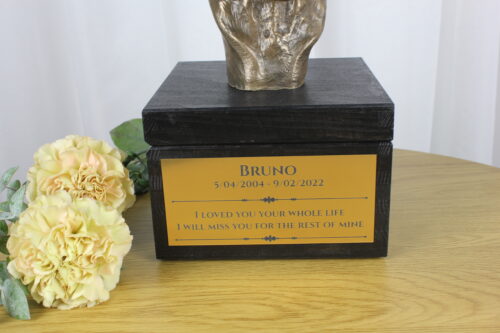 BRUNO
5/04/2004 - 9/02/2022
I LOVED YOU YOUR WHOLE LIFE
I WILL MISS YOU FOR THE REST OF MINE